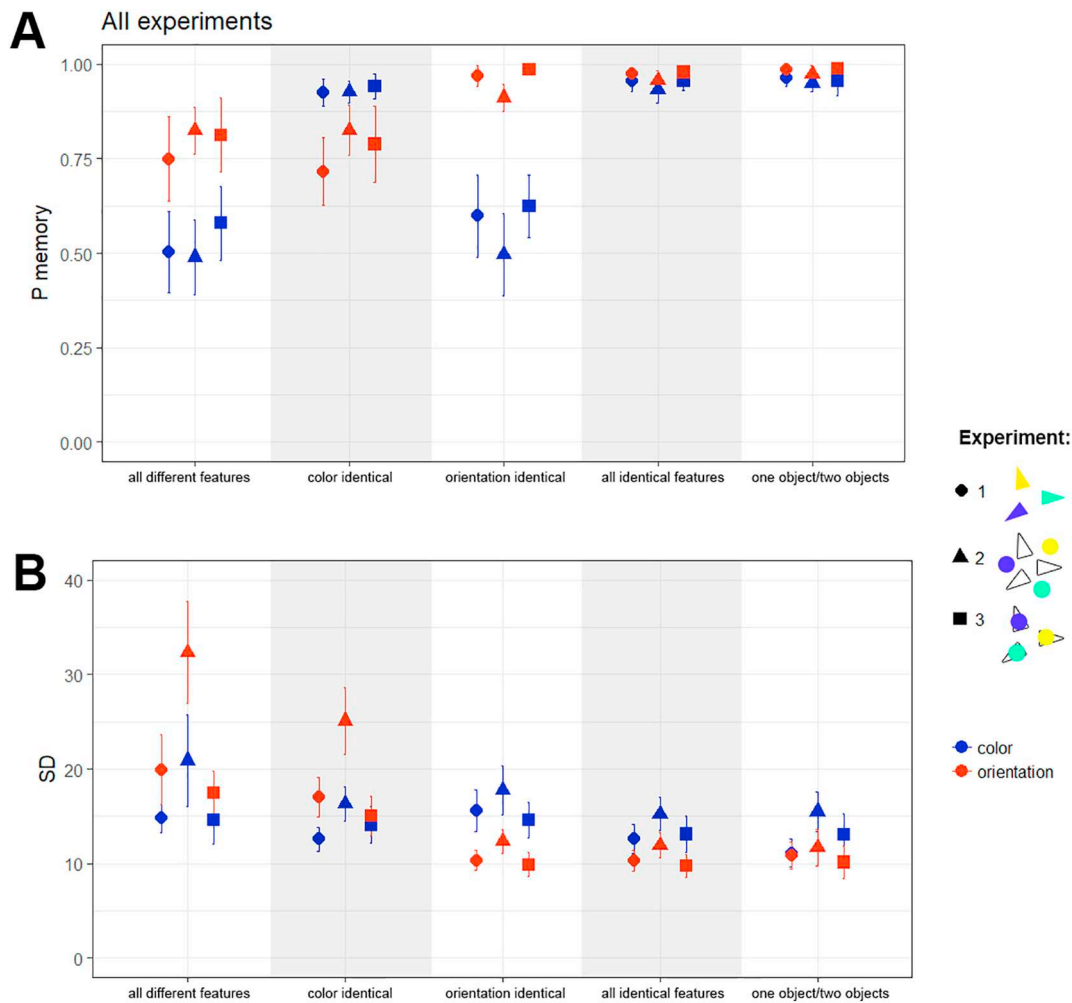 A
All experiments
P memory
1.00
0.75
0.50
0.25
0.00
all different features
color identical
orientation identical
all identical features
one object/two objects
B
SD
40
30
20
10
0
all different features
color identical
orientation identical
all identical features
one object/two objects
Experiment:
1
2
3
color
orientation